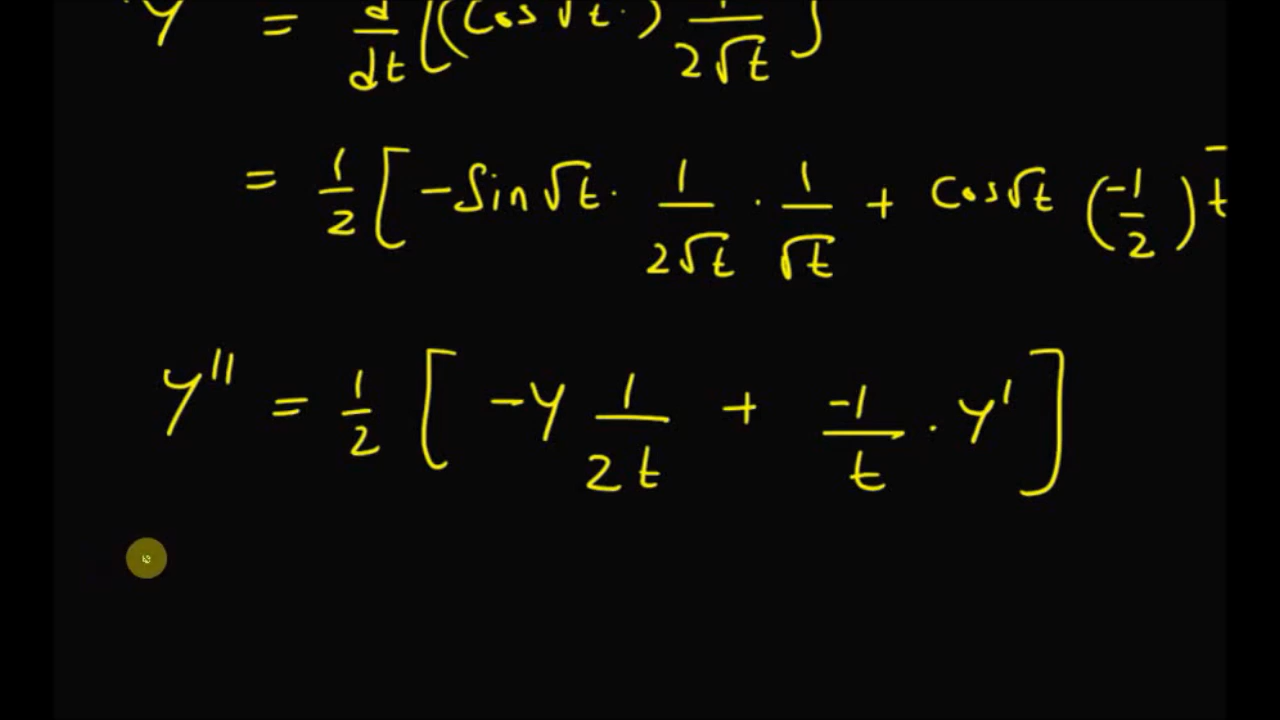 y = d/dt [(Cos √t.) 1/2√t]
= 1/2 [ -Sin √t . 1/2√t . 1/√t + Cos √t (-1/2) t^-
y'' = 1/2 [ -y 1/2t + -1/t . y' ]